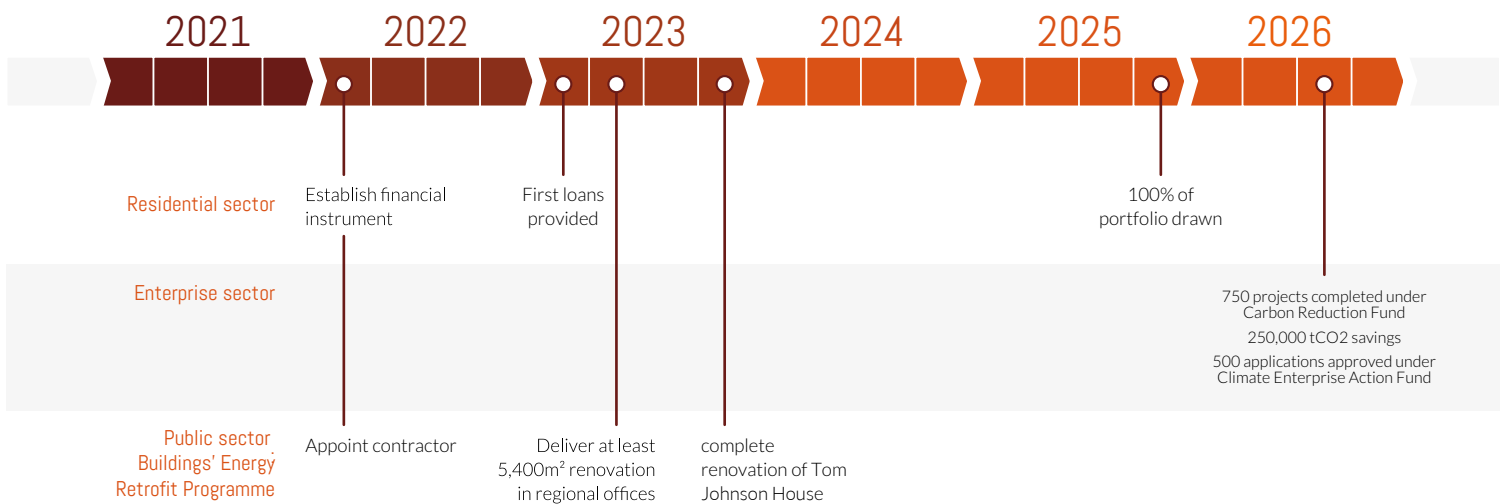 2021
2022
2023
2024
2025
2026
Residential sector
Establish financial
instrument
First loans
provided
100% of
portfolio drawn
Enterprise sector
750 projects completed under
Carbon Reduction Fund
250,000 tCO2 savings
500 applications approved under
Climate Enterprise Action Fund
Public sector
Buildings' Energy
Retrofit Programme
Appoint contractor
Deliver at least
5,400m² renovation
in regional offices
complete
renovation of Tom
Johnson House